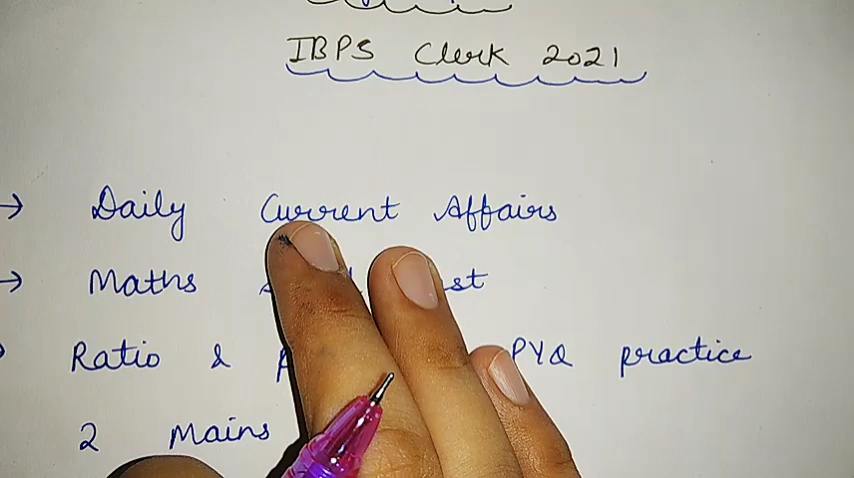 IBPS Clerk 2021
→ Daily Current Affairs
→ Maths st
Ratio & PYQ practice
2 Mains